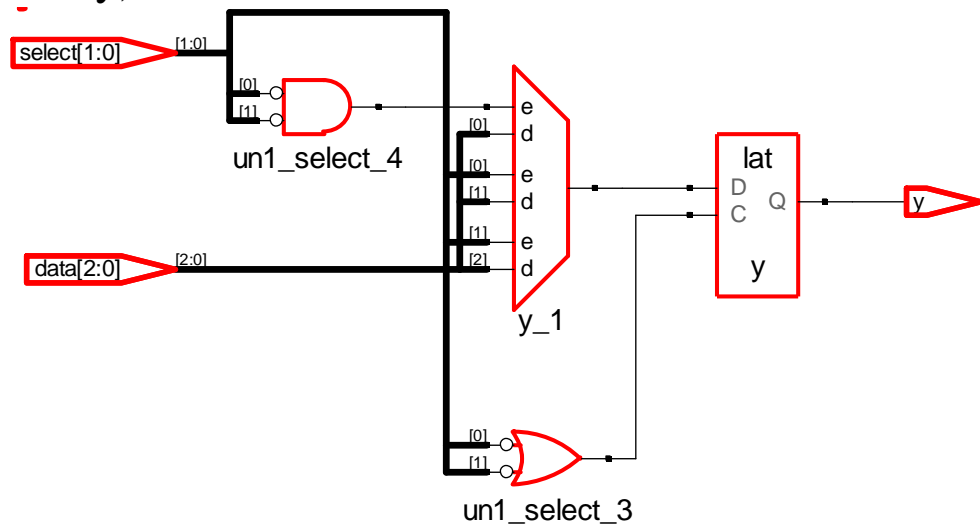 select[1:0]
[1:0]
[0]
[1]
un1_select_4
data[2:0]
[2:0]
e
[0]
d
[0]
e
[1]
d
[1]
e
[2]
d
y_1
lat
D
C
Q
y
y
[0]
[1]
un1_select_3